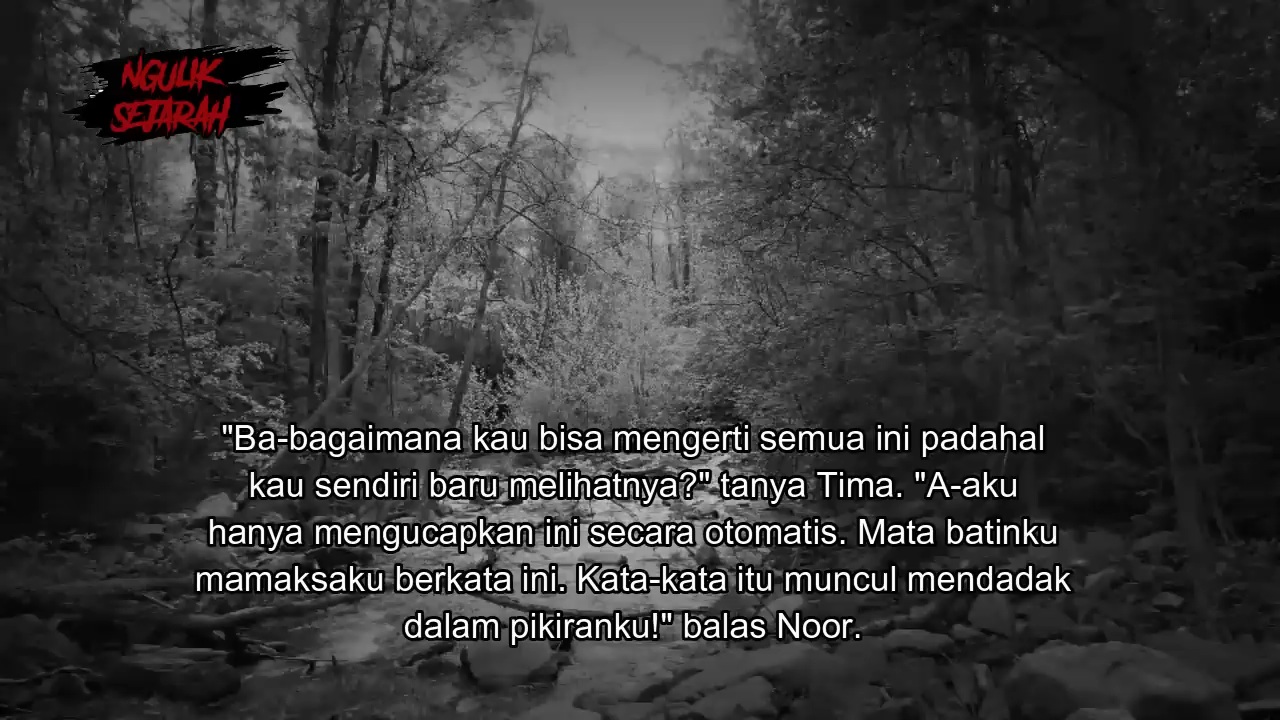 NGULIK
SEJARAH
"Ba-bagaimana kau bisa mengerti semua ini padahal
kau sendiri baru melihatnya?" tanya Tima. "A-aku
hanya mengucapkan ini secara otomatis. Mata batinku
mamaksaku berkata ini. Kata-kata itu muncul mendadak
dalam pikiranku!" balas Noor.